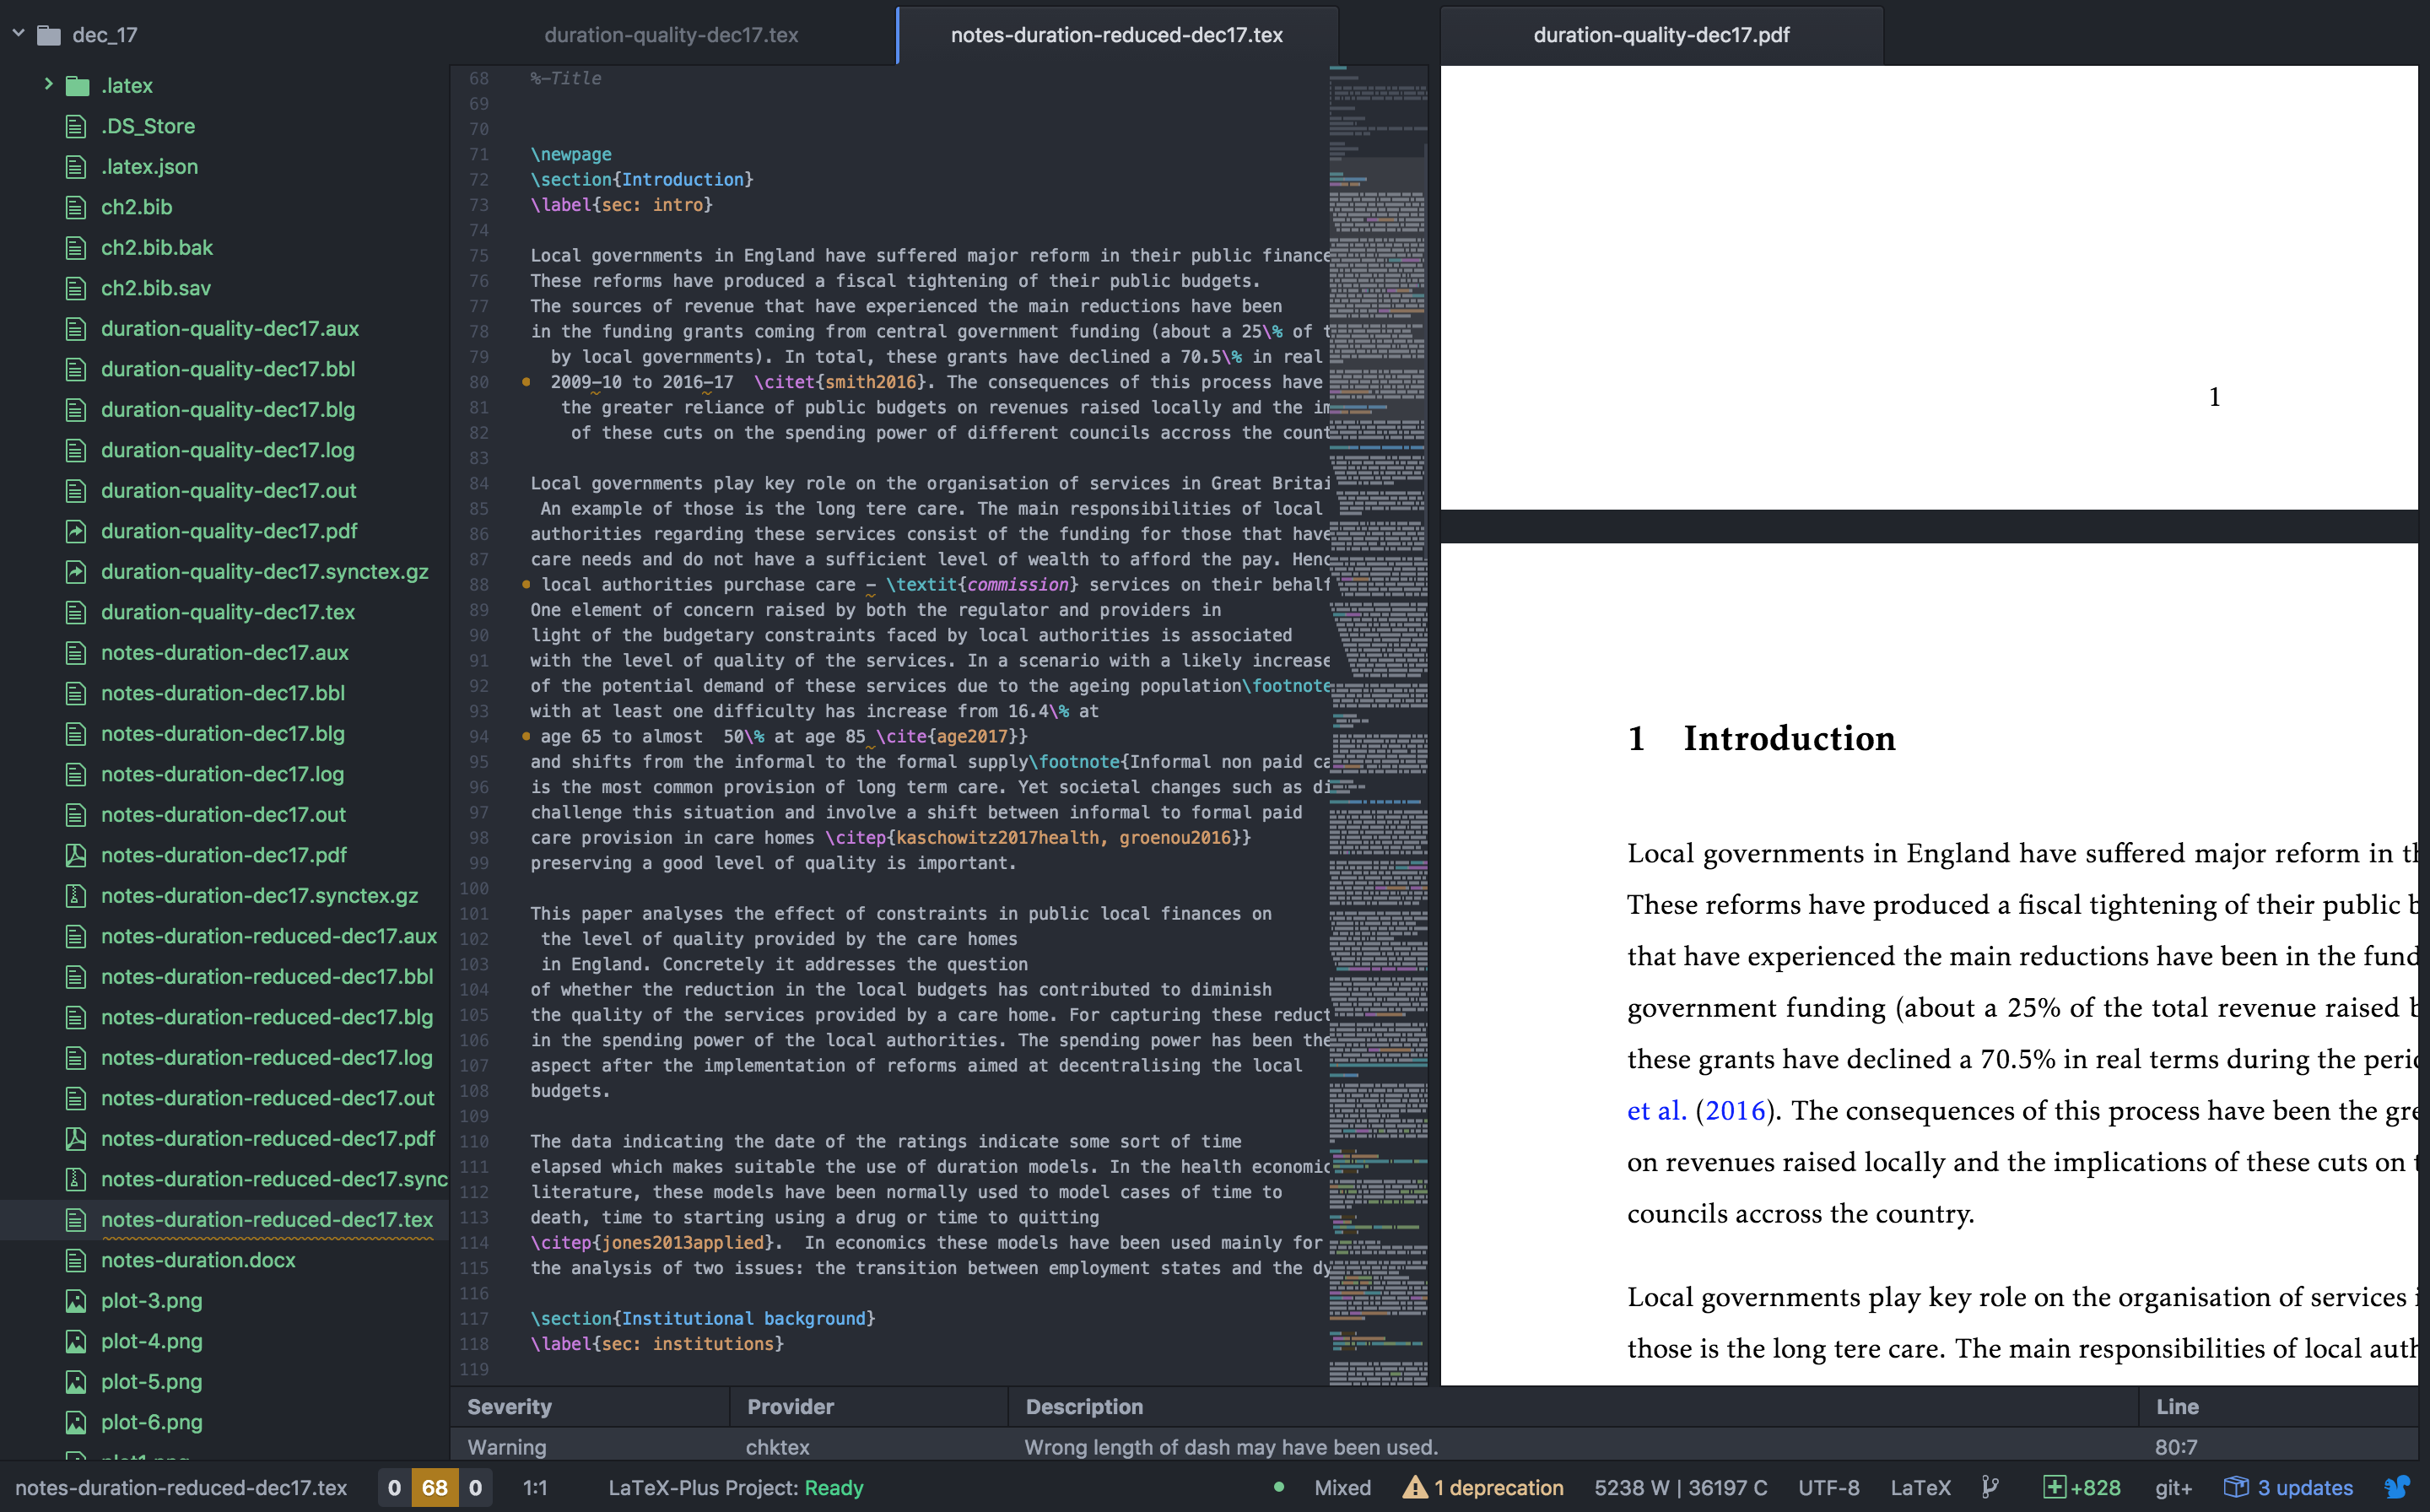 dec_17
.latex
.DS_Store
.latex.json
ch2.bib
ch2.bib.bak
ch2.bib.sav
duration-quality-dec17.aux
duration-quality-dec17.bbl
duration-quality-dec17.blg
duration-quality-dec17.log
duration-quality-dec17.out
duration-quality-dec17.pdf
duration-quality-dec17.synctex.gz
duration-quality-dec17.tex
notes-duration-dec17.aux
notes-duration-dec17.bbl
notes-duration-dec17.blg
notes-duration-dec17.log
notes-duration-dec17.out
notes-duration-dec17.pdf
notes-duration-dec17.synctex.gz
notes-duration-reduced-dec17.aux
notes-duration-reduced-dec17.bbl
notes-duration-reduced-dec17.blg
notes-duration-reduced-dec17.log
notes-duration-reduced-dec17.out
notes-duration-reduced-dec17.pdf
notes-duration-reduced-dec17.sync
notes-duration-reduced-dec17.tex
notes-duration.docx
plot-3.png
plot-4.png
plot-5.png
plot-6.png
duration-quality-dec17.tex
notes-duration-reduced-dec17.tex
68 %-Title
69
70
71 \newpage
72 \section{Introduction}
73 \label{sec: intro}
74
75 Local governments in England have suffered major reform in their public finance
76 These reforms have produced a fiscal tightening of their public budgets.
77 The sources of revenue that have experienced the main reductions have been
78 in the funding grants coming from central government funding (about a 25\% of t
79 by local governments). In total, these grants have declined a 70.5\% in real
80 2009-10 to 2016-17  \citet{smith2016}. The consequences of this process have
81 the greater reliance of public budgets on revenues raised locally and the im
82 of these cuts on the spending power of different councils accross the count
83
84 Local governments play key role on the organisation of services in Great Britai
85 An example of those is the long tere care. The main responsibilities of local
86 authorities regarding these services consist of the funding for those that have
87 care needs and do not have a sufficient level of wealth to afford the pay. Henc
88 local authorities purchase care - \textit{commission} services on their behalf
89 One element of concern raised by both the regulator and providers in
90 light of the budgetary constraints faced by local authorities is associated
91 with the level of quality of the services. In a scenario with a likely increase
92 of the potential demand of these services due to the ageing population\footnote
93 with at least one difficulty has increase from 16.4\% at
94 age 65 to almost  50\% at age 85 \cite{age2017}}
95 and shifts from the informal to the formal supply\footnote{Informal non paid ca
96 is the most common provision of long term care. Yet societal changes such as di
97 challenge this situation and involve a shift between informal to formal paid
98 care provision in care homes \citep{kaschowitz2017health, groenou2016}}
99 preserving a good level of quality is important.
100
101 This paper analyses the effect of constraints in public local finances on
102 the level of quality provided by the care homes
103 in England. Concretely it addresses the question
104 of whether the reduction in the local budgets has contributed to diminish
105 the quality of the services provided by a care home. For capturing these reduct
106 in the spending power of the local authorities. The spending power has been the
107 aspect after the implementation of reforms aimed at decentralising the local
108 budgets.
109
110 The data indicating the date of the ratings indicate some sort of time
111 elapsed which makes suitable the use of duration models. In the health economic
112 literature, these models have been normally used to model cases of time to
113 death, time to starting using a drug or time to quitting
114 \citep{jones2013applied}.  In economics these models have been used mainly for
115 the analysis of two issues: the transition between employment states and the dy
116
117 \section{Institutional background}
118 \label{sec: institutions}
119
duration-quality-dec17.pdf
1
1 Introduction
Local governments in England have suffered major reform in th
These reforms have produced a fiscal tightening of their public b
that have experienced the main reductions have been in the fund
government funding (about a 25% of the total revenue raised b
these grants have declined a 70.5% in real terms during the perio
et al. (2016). The consequences of this process have been the gre
on revenues raised locally and the implications of these cuts on t
councils accross the country.
Local governments play key role on the organisation of services i
those is the long tere care. The main responsibilities of local auth
Severity Provider Description Line
Warning chktex Wrong length of dash may have been used. 80:7
notes-duration-reduced-dec17.tex 0 68 0 1:1 LaTeX-Plus Project: Ready Mixed 1 deprecation 5238 W | 36197 C UTF-8 LaTeX +828 git+ 3 updates